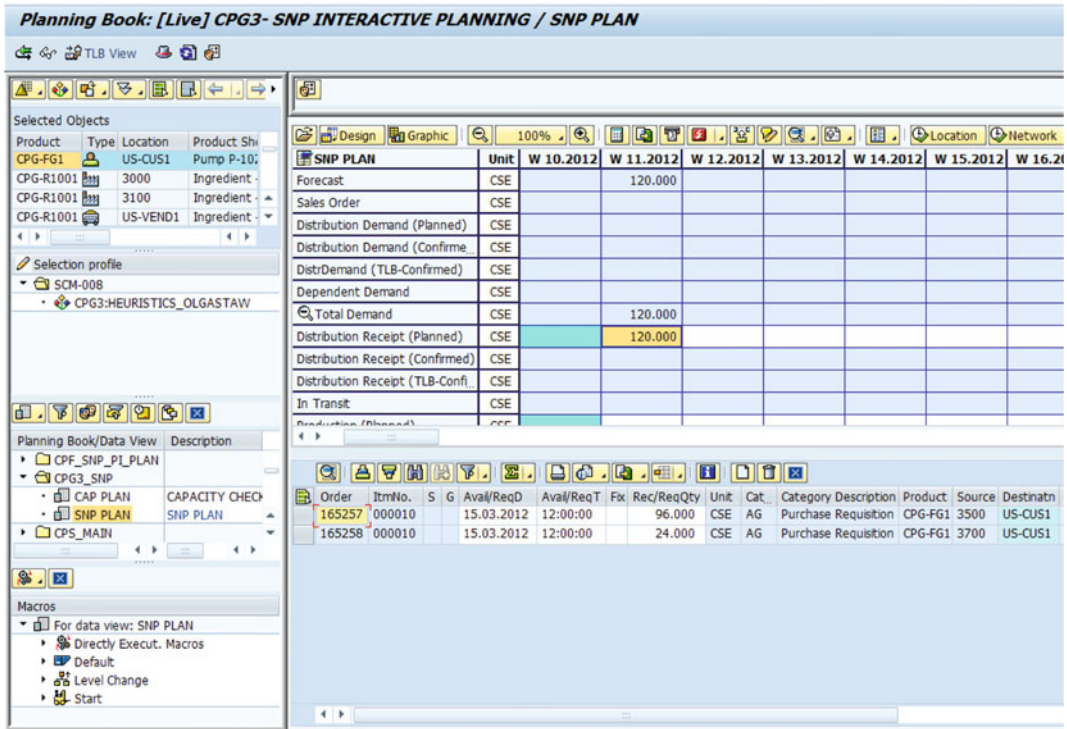 Planning Book: [Live] CPG3- SNP INTERACTIVE PLANNING / SNP PLAN
TLB View
Selected Objects
Product Type Location Product Sh
CPG-FG1 US-CUS1 Pump P-102
CPG-R1001 3000 Ingredient -
CPG-R1001 3100 Ingredient -
CPG-R1001 US-VEND1 Ingredient -
Selection profile
SCM-008
CPG3:HEURISTICS_OLGASTAW
Planning Book/Data View Description
CPF_SNP_PI_PLAN
CPG3_SNP
CAP PLAN CAPACITY CHECK
SNP PLAN SNP PLAN
CPS_MAIN
Macros
For data view: SNP PLAN
Directly Execut. Macros
Default
Level Change
Start
Design Graphic 100% Location Network
SNP PLAN Unit W 10.2012 W 11.2012 W 12.2012 W 13.2012 W 14.2012 W 15.2012 W 16.20
Forecast CSE 120.000
Sales Order CSE
Distribution Demand (Planned) CSE
Distribution Demand (Confirme CSE
DistrDemand (TLB-Confirmed) CSE
Dependent Demand CSE
Total Demand CSE 120.000
Distribution Receipt (Planned) CSE 120.000
Distribution Receipt (Confirmed) CSE
Distribution Receipt (TLB-Confi CSE
In Transit CSE
Production (Planned) CSE
Order ItmNo. S G Avail/ReqD Avail/ReqT Fix Rec/ReqQty Unit Cat Category Description Product Source Destinatn
165257 000010 15.03.2012 12:00:00 96.000 CSE AG Purchase Requisition CPG-FG1 3500 US-CUS1
165258 000010 15.03.2012 12:00:00 24.000 CSE AG Purchase Requisition CPG-FG1 3700 US-CUS1